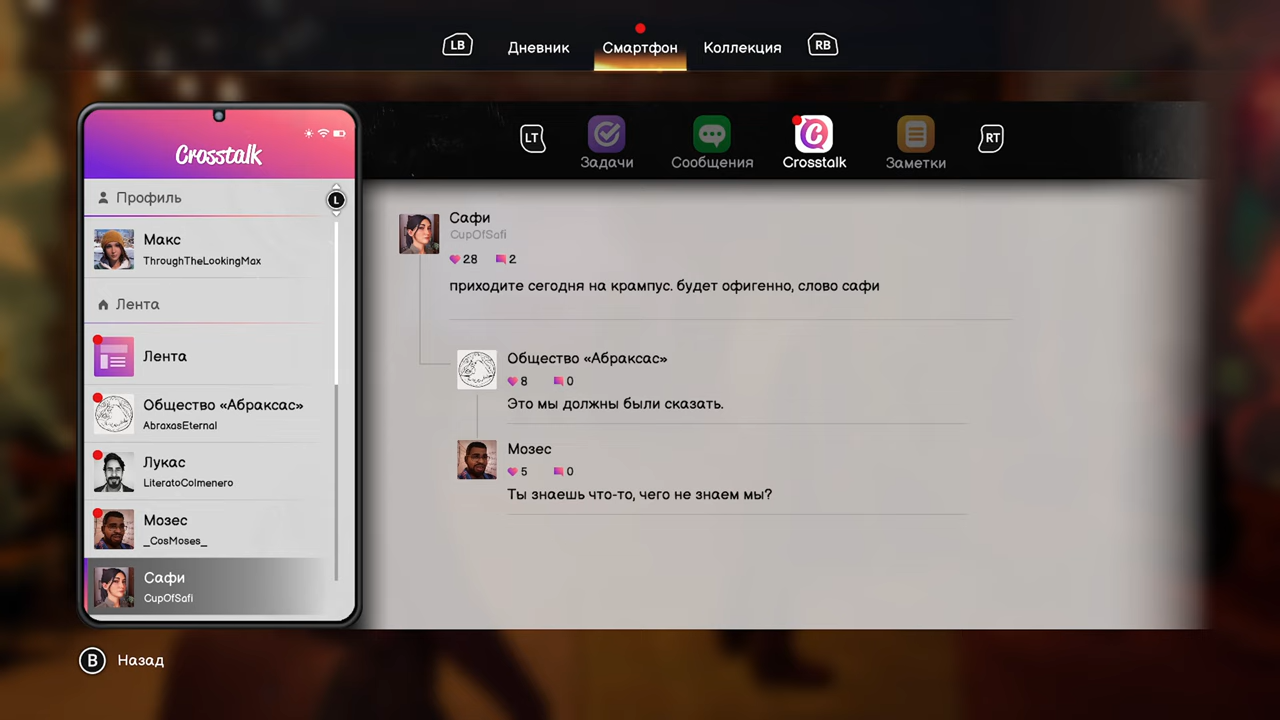 LB Дневник Смартфон Коллекция RB
Crosstalk
LT Задачи Сообщения Crosstalk Заметки RT
Профиль
L
Макс
ThroughTheLookingMax
Лента
Лента
Общество «Абраксас»
AbraxasEternal
Лукас
LiteratoColmenero
Мозес
_CosMoses_
Сафи
CupOfSafi
Сафи
CupOfSafi
28 2
приходите сегодня на крампус. будет офигенно, слово сафи
Общество «Абраксас»
8 0
Это мы должны были сказать.
Мозес
5 0
Ты знаешь что-то, чего не знаем мы?
B Назад